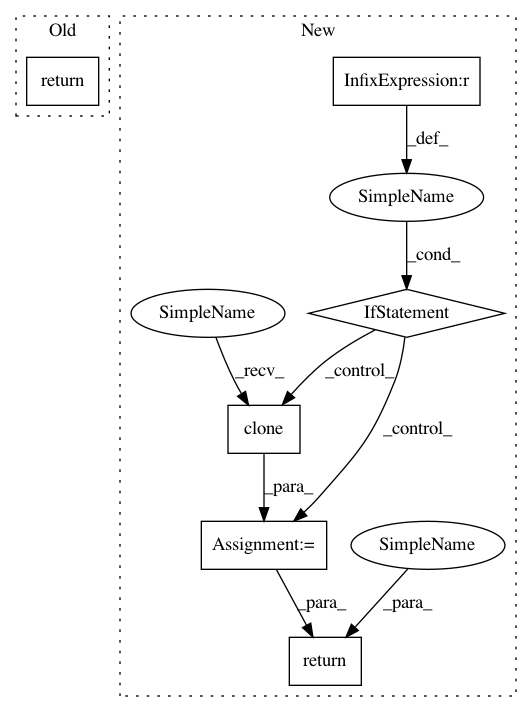 Old
New
return
InfixExpression:r
_def_
SimpleName
_cond_
SimpleName
IfStatement
_recv_
_control_
_control_
clone
_para_
Assignment:=
SimpleName
_para_
_para_
return